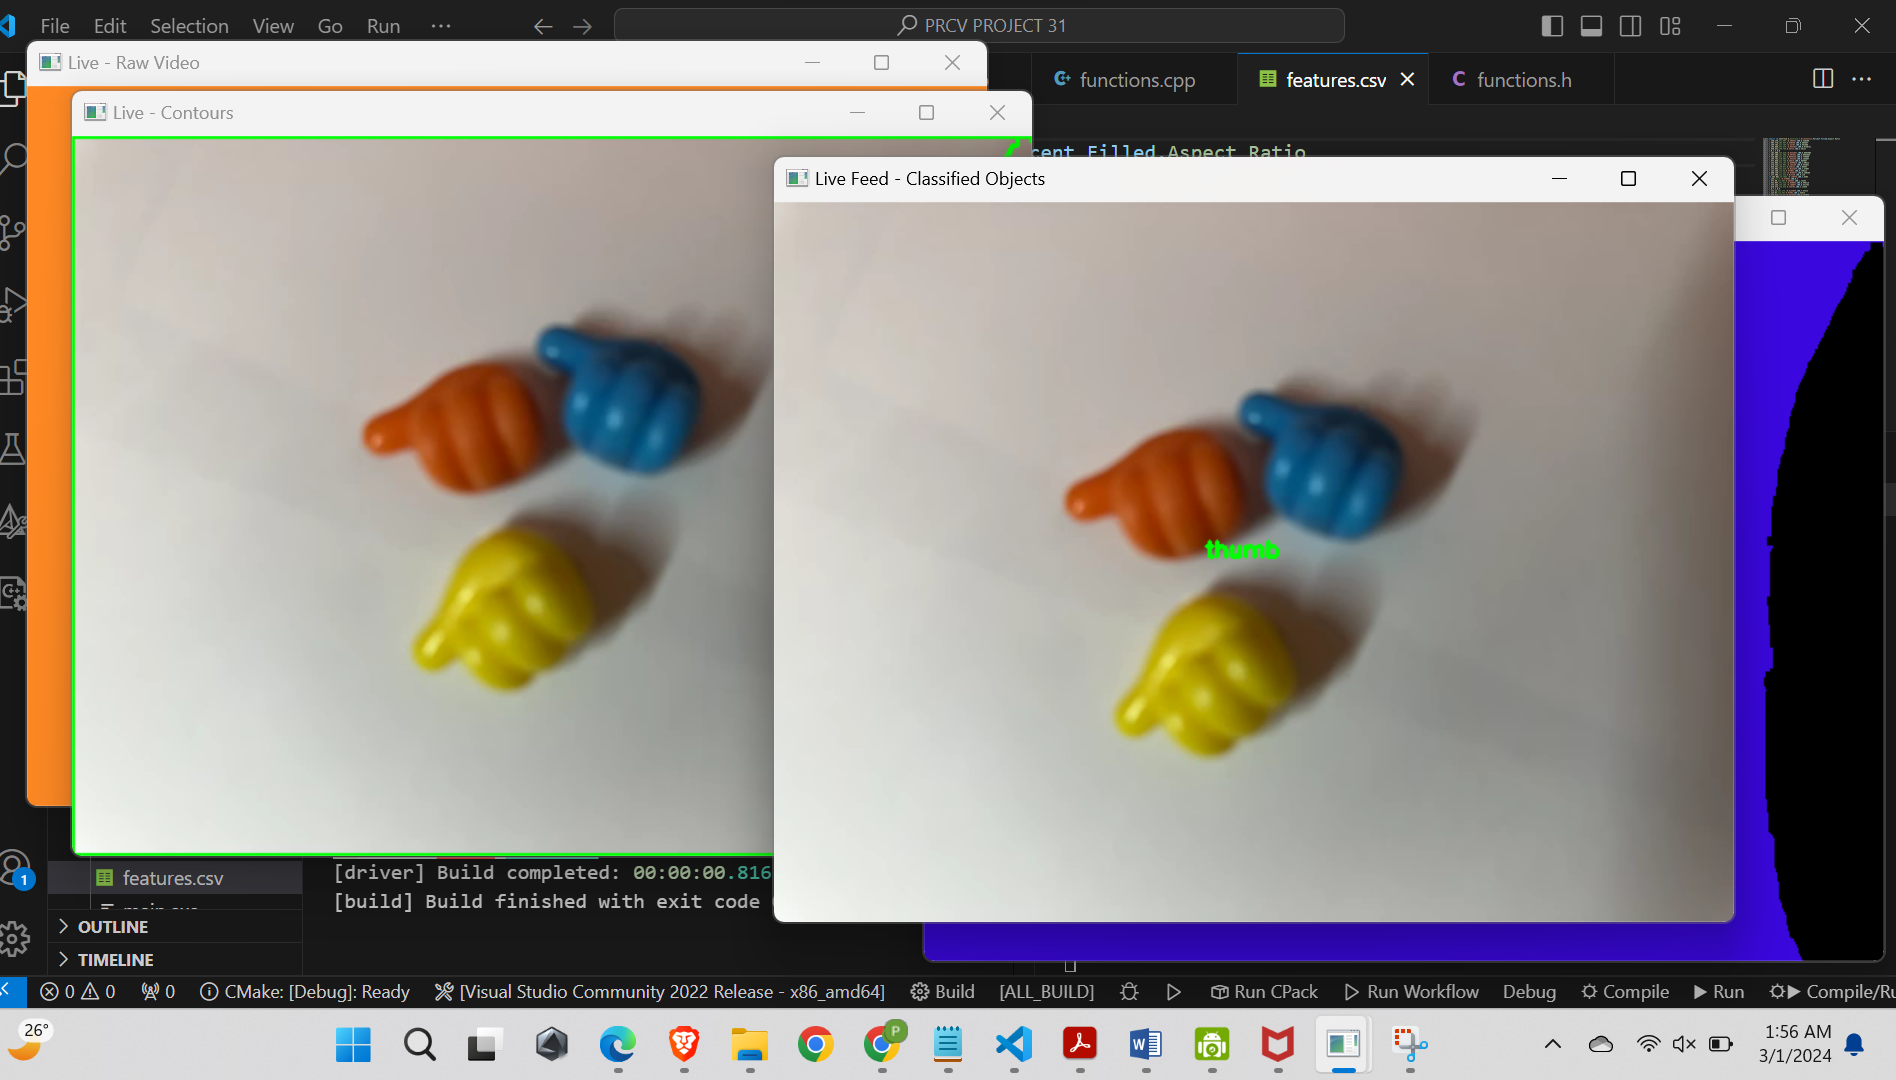 File Edit Selection View Go Run ...
PRCV PROJECT 31
Live - Raw Video
functions.cpp
features.csv
functions.h
Live - Contours
cent Filled,Aspect Ratio
Live Feed - Classified Objects
thumb
1
features.csv
[driver] Build completed: 00:00:00.816
[build] Build finished with exit code
OUTLINE
TIMELINE
0 0 0 CMake: [Debug]: Ready [Visual Studio Community 2022 Release - x86_amd64] Build [ALL_BUILD] Run CPack Run Workflow Debug Compile Run Compile/Ru
26°
P
W
1:56 AM
3/1/2024